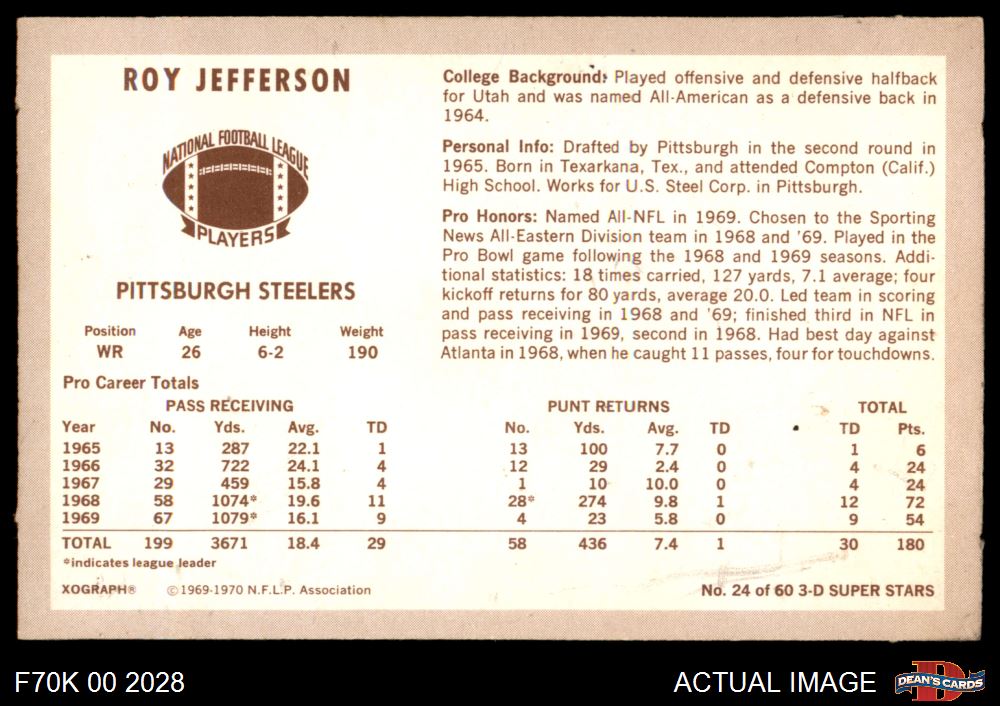 ROY JEFFERSON
NATIONAL FOOTBALL LEAGUE
PLAYERS
PITTSBURGH STEELERS
Position Age Height Weight
WR 26 6-2 190
College Background: Played offensive and defensive halfback
for Utah and was named All-American as a defensive back in
1964.
Personal Info: Drafted by Pittsburgh in the second round in
1965. Born in Texarkana, Tex., and attended Compton (Calif.)
High School. Works for U.S. Steel Corp. in Pittsburgh.
Pro Honors: Named All-NFL in 1969. Chosen to the Sporting
News All-Eastern Division team in 1968 and '69. Played in the
Pro Bowl game following the 1968 and 1969 seasons. Addi-
tional statistics: 18 times carried, 127 yards, 7.1 average; four
kickoff returns for 80 yards, average 20.0. Led team in scoring
and pass receiving in 1968 and '69; finished third in NFL in
pass receiving in 1969, second in 1968. Had best day against
Atlanta in 1968, when he caught 11 passes, four for touchdowns.
Pro Career Totals
PASS RECEIVING PUNT RETURNS TOTAL
Year No. Yds. Avg. TD No. Yds. Avg. TD TD Pts.
1965 13 287 22.1 1 13 100 7.7 0 1 6
1966 32 722 24.1 4 12 29 2.4 0 4 24
1967 29 459 15.8 4 1 10 10.0 0 4 24
1968 58 1074* 19.6 11 28* 274 9.8 1 12 72
1969 67 1079* 16.1 9 4 23 5.8 0 9 54
TOTAL 199 3671 18.4 29 58 436 7.4 1 30 180
*indicates league leader
XOGRAPH® ©1969-1970 N.F.L.P. Association No. 24 of 60 3-D SUPER STARS
F70K 00 2028 ACTUAL IMAGE DEAN'S CARDS